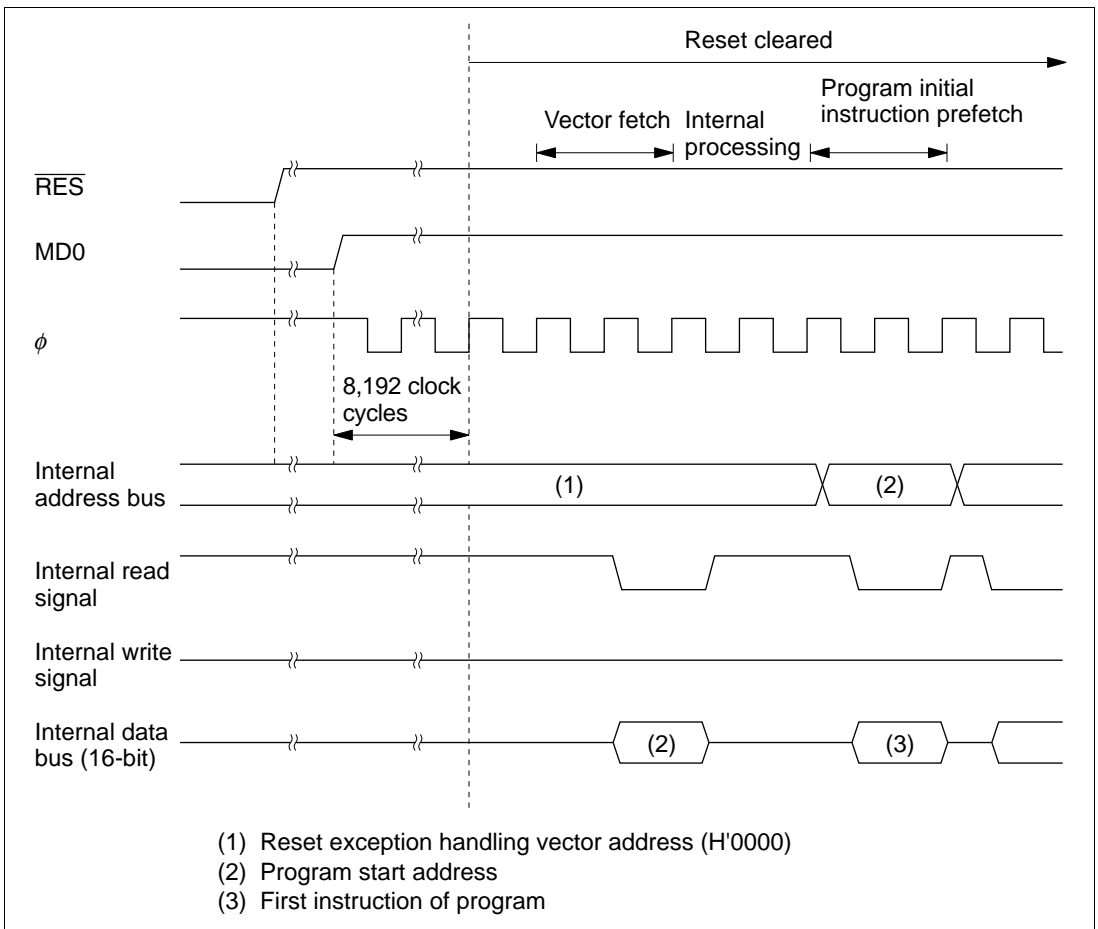 Reset cleared
Program initial
instruction prefetch
Vector fetch
Internal
processing
RES
MD0
ϕ
8,192 clock
cycles
Internal
address bus
(1)
(2)
Internal read
signal
Internal write
signal
Internal data
bus (16-bit)
(2)
(3)
(1) Reset exception handling vector address (H'0000)
(2) Program start address
(3) First instruction of program